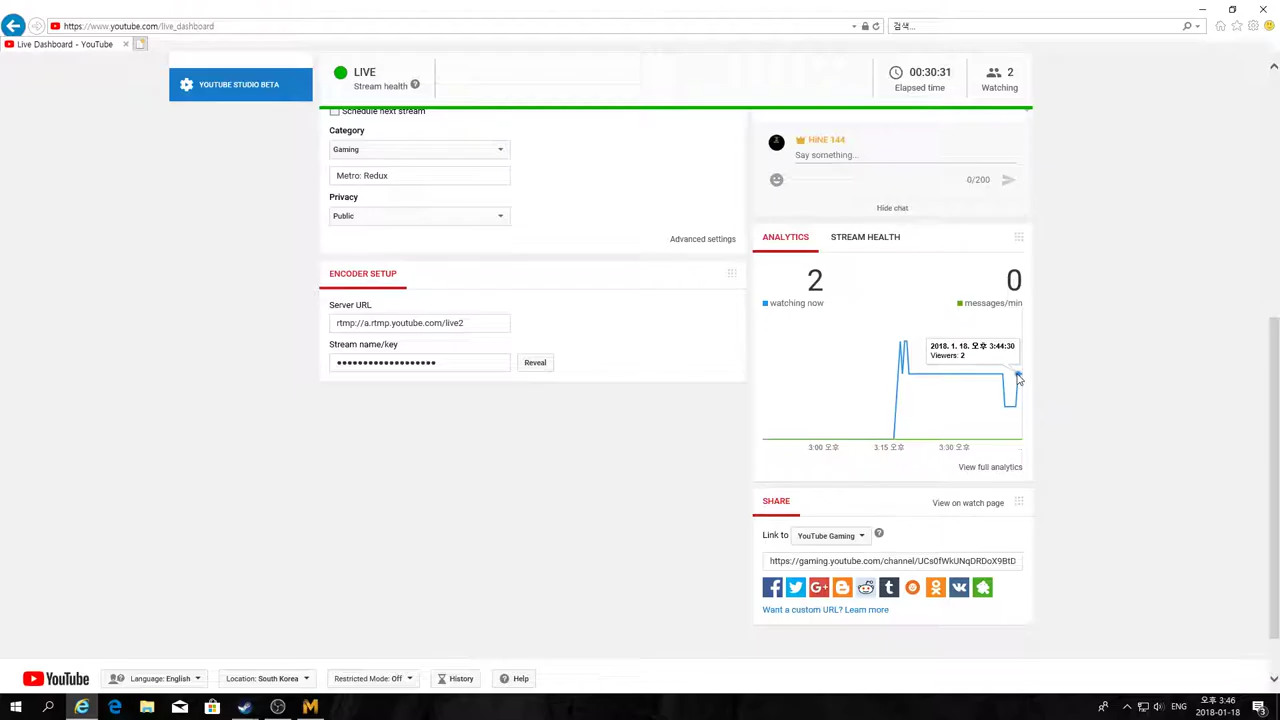 https://www.youtube.com/live_dashboard
검색...
Live Dashboard - YouTube
YOUTUBE STUDIO BETA
LIVE
Stream health
00:30:31
Elapsed time
2
Watching
Schedule next stream
Category
Gaming
Metro: Redux
Privacy
Public
Advanced settings
ENCODER SETUP
Server URL
rtmp://a.rtmp.youtube.com/live2
Stream name/key
••••••••••••••••••
Reveal
HINE 144
Say something...
0/200
Hide chat
ANALYTICS
STREAM HEALTH
2
watching now
0
messages/min
2018. 1. 18. 오후 3:44:30
Viewers: 2
3:00 오후
3:15 오후
3:30 오후
View full analytics
SHARE
View on watch page
Link to
YouTube Gaming
https://gaming.youtube.com/channel/UCs0fWkUNqDRDoX9BtD
Want a custom URL? Learn more
YouTube
Language: English
Location: South Korea
Restricted Mode: Off
History
Help
ENG
오후 3:46
2018-01-18